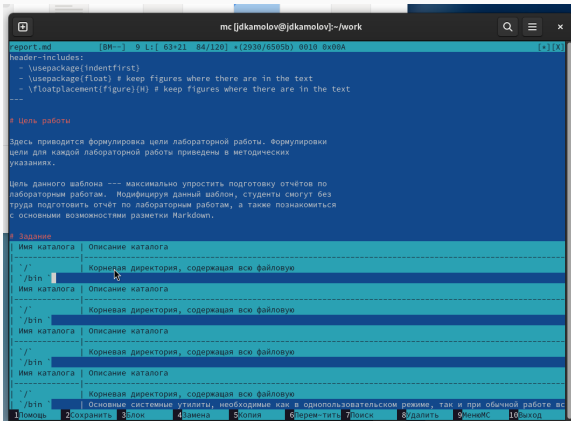 mc [jdkamolov@jdkamolov]:~/work
report.md [BM--] 9 L:[ 63+21 84/120] *(2930/6505b) 0010 0x00A [*][X]
header-includes:
- \usepackage{indentfirst}
- \usepackage{float} # keep figures where there are in the text
- \floatplacement{figure}{H} # keep figures where there are in the text
---
# Цель работы
Здесь приводится формулировка цели лабораторной работы. Формулировки
цели для каждой лабораторной работы приведены в методических
указаниях.
Цель данного шаблона --- максимально упростить подготовку отчётов по
лабораторным работам. Модифицируя данный шаблон, студенты смогут без
труда подготовить отчёт по лабораторным работам, а также познакомиться
с основными возможностями разметки Markdown.
# Задание
| Имя каталога | Описание каталога
|--------------|----------------------------------------------------------------
| `/` | Корневая директория, содержащая всю файловую
| `/bin `
| Имя каталога | Описание каталога
|--------------|----------------------------------------------------------------
| `/` | Корневая директория, содержащая всю файловую
| `/bin `
| Имя каталога | Описание каталога
|--------------|----------------------------------------------------------------
| `/` | Корневая директория, содержащая всю файловую
| `/bin `
| Имя каталога | Описание каталога
|--------------|----------------------------------------------------------------
| `/` | Корневая директория, содержащая всю файловую
| `/bin ` | Основные системные утилиты, необходимые как в однопользовательском режиме, так и при обычной работе вс
1Помощь 2Сохранить 3Блок 4Замена 5Копия 6Перем~тить 7Поиск 8Удалить 9МенюMC 10Выход